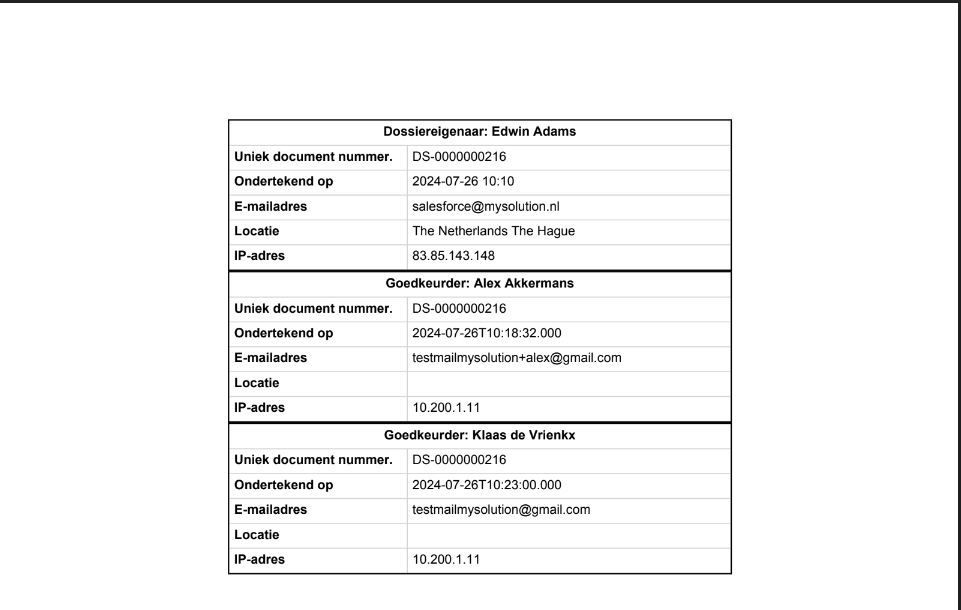 Dossiereigenaar: Edwin Adams
Uniek document nummer. DS-0000000216
Ondertekend op 2024-07-26 10:10
E-mailadres salesforce@mysolution.nl
Locatie The Netherlands The Hague
IP-adres 83.85.143.148
Goedkeurder: Alex Akkermans
Uniek document nummer. DS-0000000216
Ondertekend op 2024-07-26T10:18:32.000
E-mailadres testmailmysolution+alex@gmail.com
Locatie
IP-adres 10.200.1.11
Goedkeurder: Klaas de Vrienkx
Uniek document nummer. DS-0000000216
Ondertekend op 2024-07-26T10:23:00.000
E-mailadres testmailmysolution@gmail.com
Locatie
IP-adres 10.200.1.11